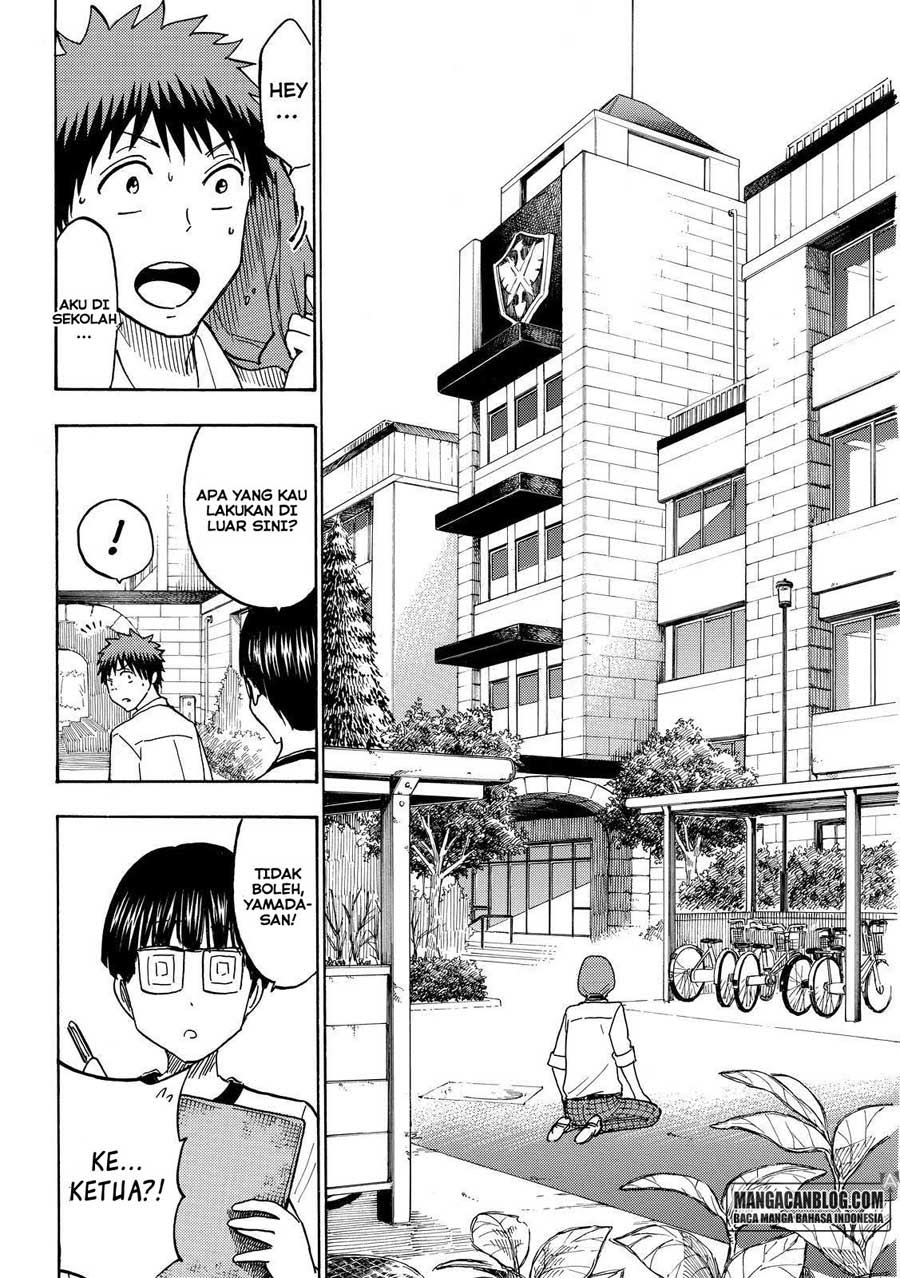 HEY
...
AKU DI
SEKOLAH
...
APA YANG KAU
LAKUKAN DI
LUAR SINI?
!
TIDAK
BOLEH,
YAMADA-
SAN!
KE...
KETUA?!
MANGACANBLOG.COM
BACA MANGA BAHASA INDONESIA